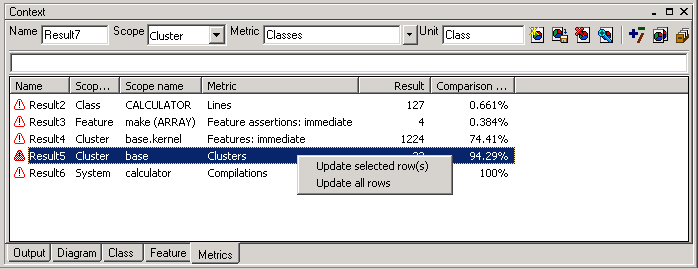 Context
Name Result7 Scope Cluster Metric Classes Unit Class
Name Scop... Scope name Metric Result Comparison ...
Result2 Class CALCULATOR Lines 127 0.661%
Result3 Feature make (ARRAY) Feature assertions: immediate 4 0.384%
Result4 Cluster base.kernel Features: immediate 1224 74.41%
Result5 Cluster base Clusters 94.29%
Update selected row(s)
Result6 System calculator Compilations 100%
Update all rows
Output Diagram Class Feature Metrics